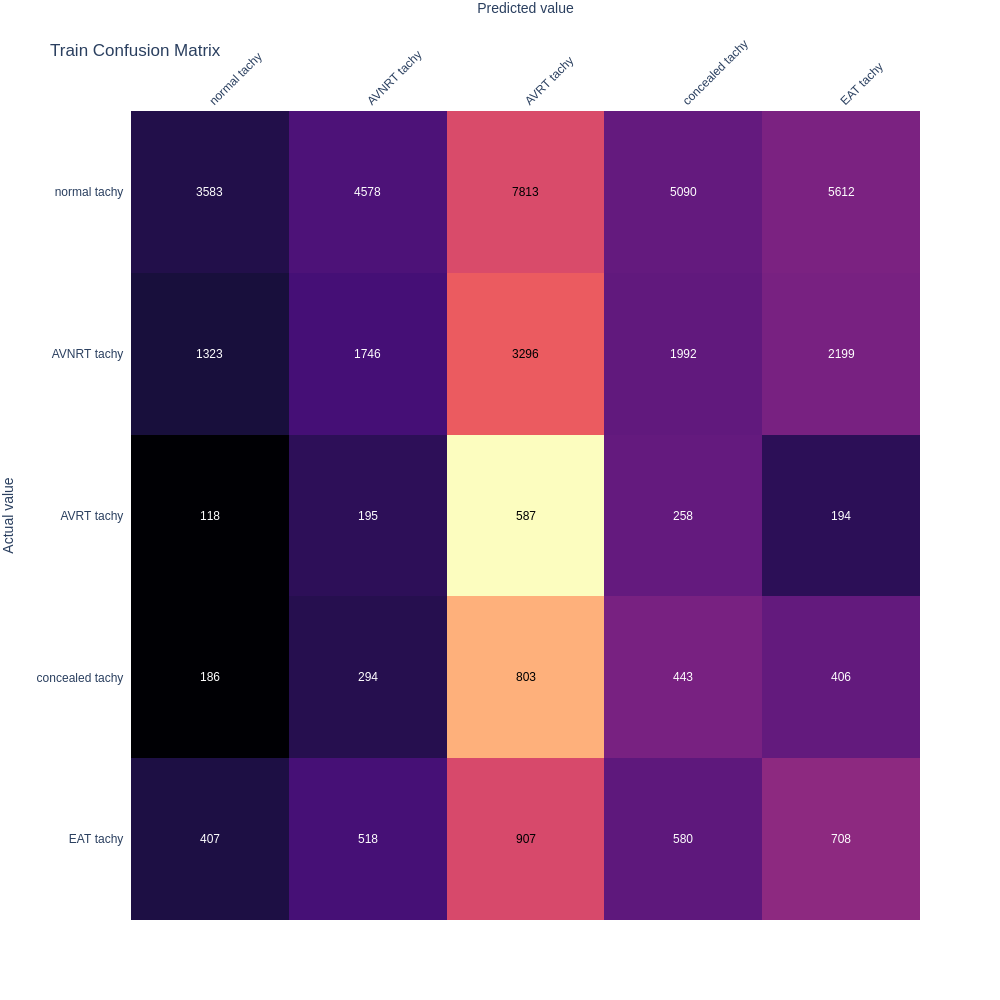 Predicted value
Train Confusion Matrix
normal tachy
AVNRT tachy
AVRT tachy
concealed tachy
EAT tachy
Actual value
normal tachy 3583 4578 7813 5090 5612
AVNRT tachy 1323 1746 3296 1992 2199
AVRT tachy 118 195 587 258 194
concealed tachy 186 294 803 443 406
EAT tachy 407 518 907 580 708